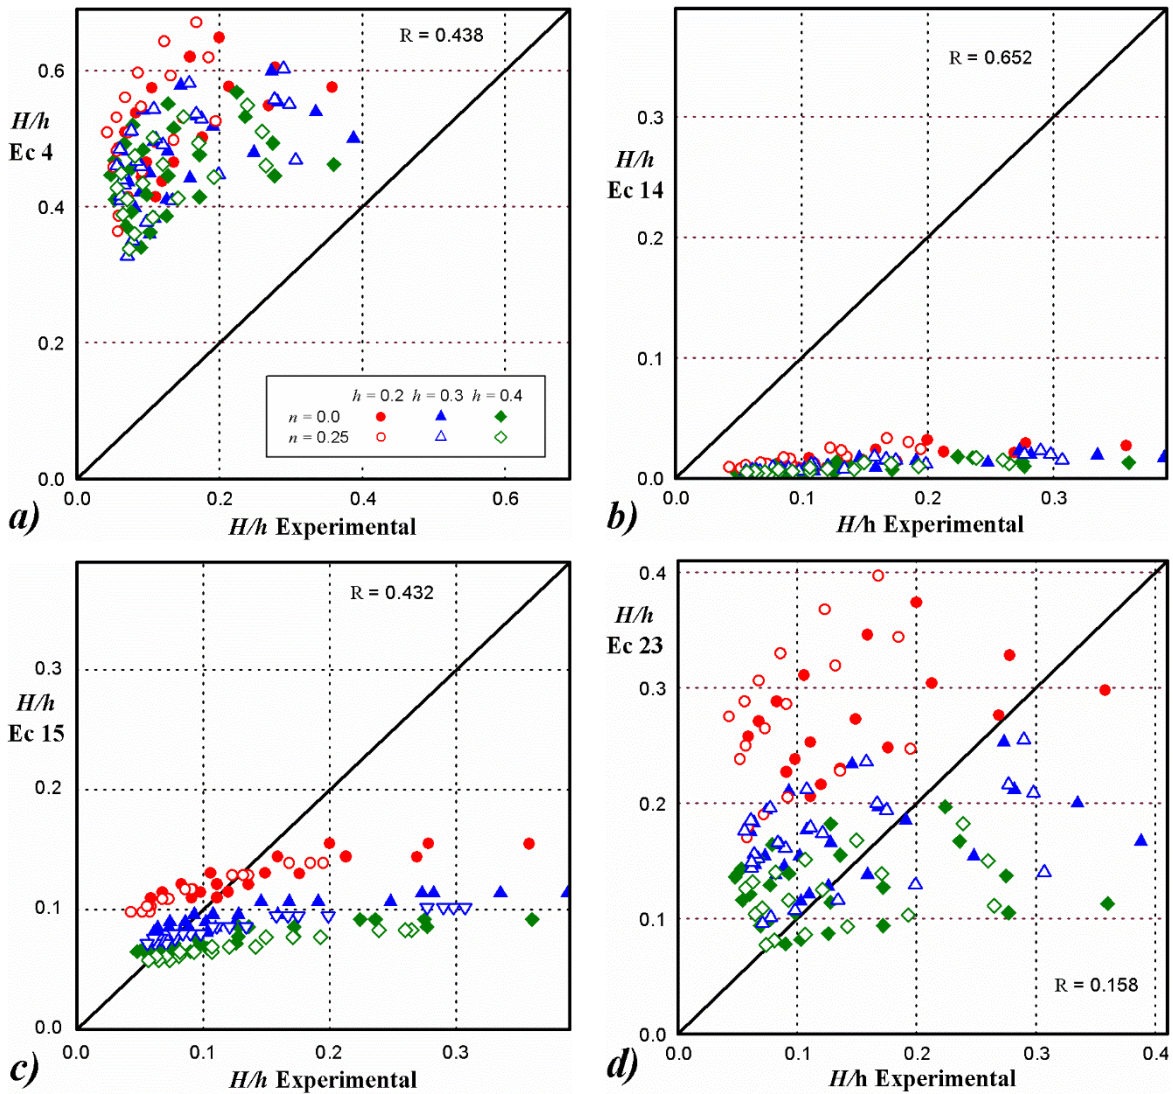 R = 0.438
H/h
Ec 4
0.6
0.4
0.2
0.0
h = 0.2 h = 0.3 h = 0.4
n = 0.0
n = 0.25
0.0 0.2 0.4 0.6
H/h Experimental
a)
R = 0.652
H/h
Ec 14
0.3
0.2
0.1
0.0
0.0 0.1 0.2 0.3
H/h Experimental
b)
R = 0.432
H/h
Ec 15
0.3
0.2
0.1
0.0
0.0 0.1 0.2 0.3
H/h Experimental
c)
0.4
H/h
Ec 23
0.3
0.2
0.1
R = 0.158
0.0
0.0 0.1 0.2 0.3 0.4
H/h Experimental
d)